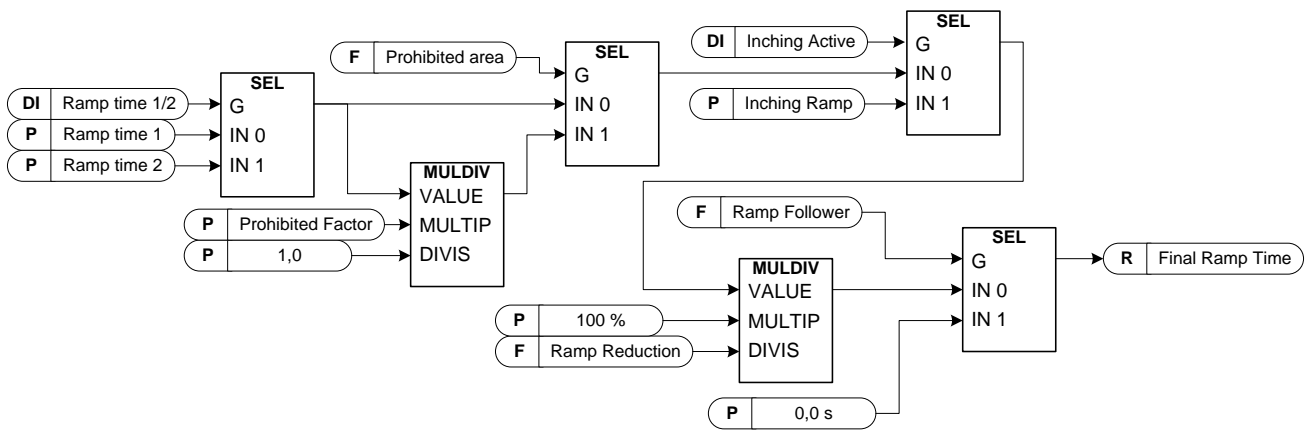 SEL
DI Inching Active
G
IN 0
P Inching Ramp
IN 1
SEL
F Prohibited area
G
IN 0
IN 1
SEL
DI Ramp time 1/2
G
P Ramp time 1
IN 0
P Ramp time 2
IN 1
MULDIV
VALUE
P Prohibited Factor
MULTIP
P 1,0
DIVIS
F Ramp Follower
SEL
G
IN 0
IN 1
R Final Ramp Time
MULDIV
VALUE
P 100 %
MULTIP
F Ramp Reduction
DIVIS
P 0,0 s